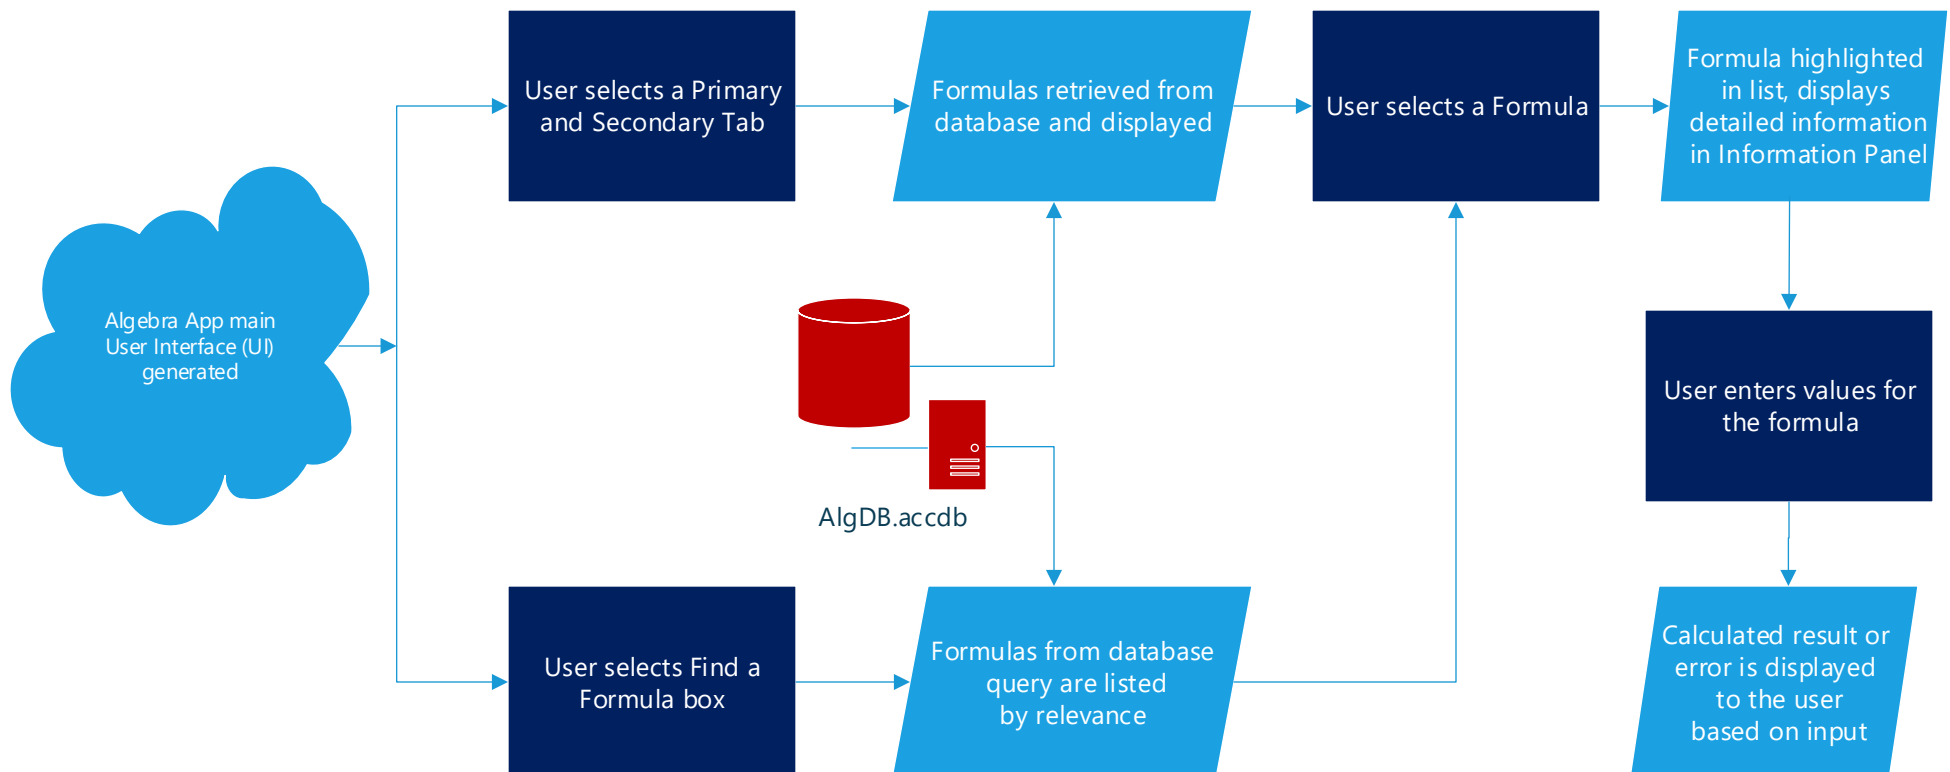 User selects a Primary
and Secondary Tab
Formulas retrieved from
database and displayed
User selects a Formula
Formula highlighted
in list, displays
detailed information
in Information Panel
Algebra App main
User Interface (UI)
generated
AlgDB.accdb
User enters values for
the formula
User selects Find a
Formula box
Formulas from database
query are listed
by relevance
Calculated result or
error is displayed
to the user
based on input